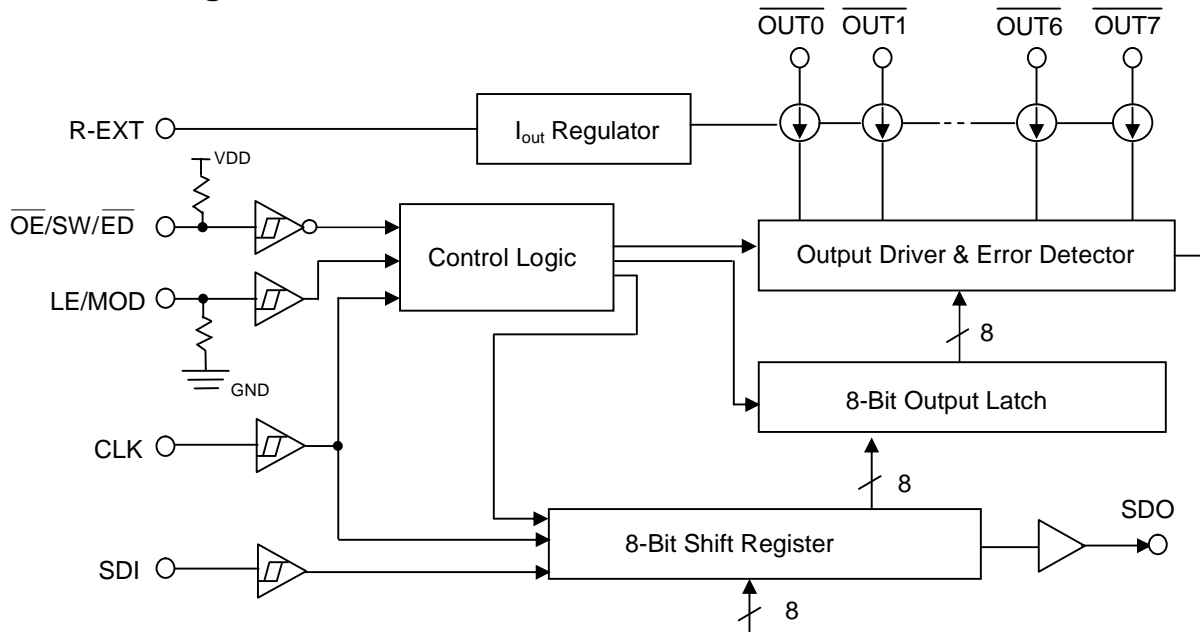 OUT0 OUT1 OUT6 OUT7
R-EXT
Iout Regulator
VDD
OE/SW/ED
Control Logic
Output Driver & Error Detector
LE/MOD
8
GND
8-Bit Output Latch
CLK
8
SDO
8-Bit Shift Register
SDI
8